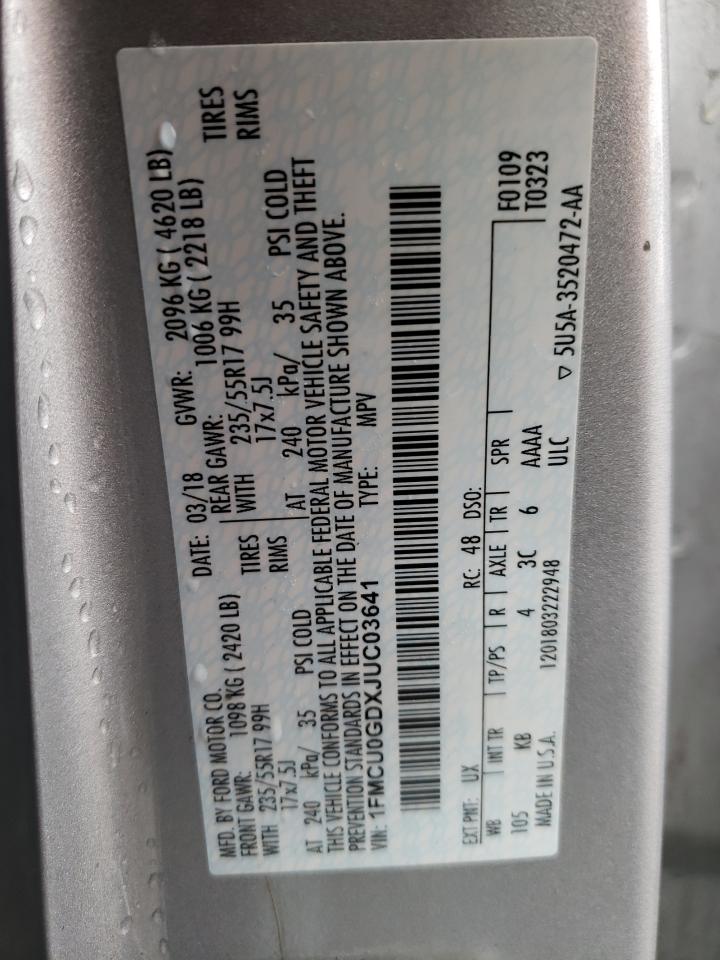 MFD. BY FORD MOTOR CO. DATE: 03/18 GVWR: 2096 KG ( 4620 LB)
FRONT GAWR: 1098 KG ( 2420 LB) REAR GAWR: 1006 KG ( 2218 LB)
WITH 235/55R17 99H TIRES WITH 235/55R17 99H TIRES
17x7.5J RIMS 17x7.5J RIMS
AT 240 kPa/ 35 PSI COLD AT 240 kPa/ 35 PSI COLD
THIS VEHICLE CONFORMS TO ALL APPLICABLE FEDERAL MOTOR VEHICLE SAFETY AND THEFT
PREVENTION STANDARDS IN EFFECT ON THE DATE OF MANUFACTURE SHOWN ABOVE.
VIN: 1FMCU0GDXJUC03641 TYPE: MPV
EXT PNT: UX RC: 48 DSO:
WB INT TR TP/PS R AXLE TR SPR F0109
105 KB 4 3C 6 AAAA T0323
ULC
MADE IN U.S.A. 1201803222948 ▽ 5U5A-3520472-AA